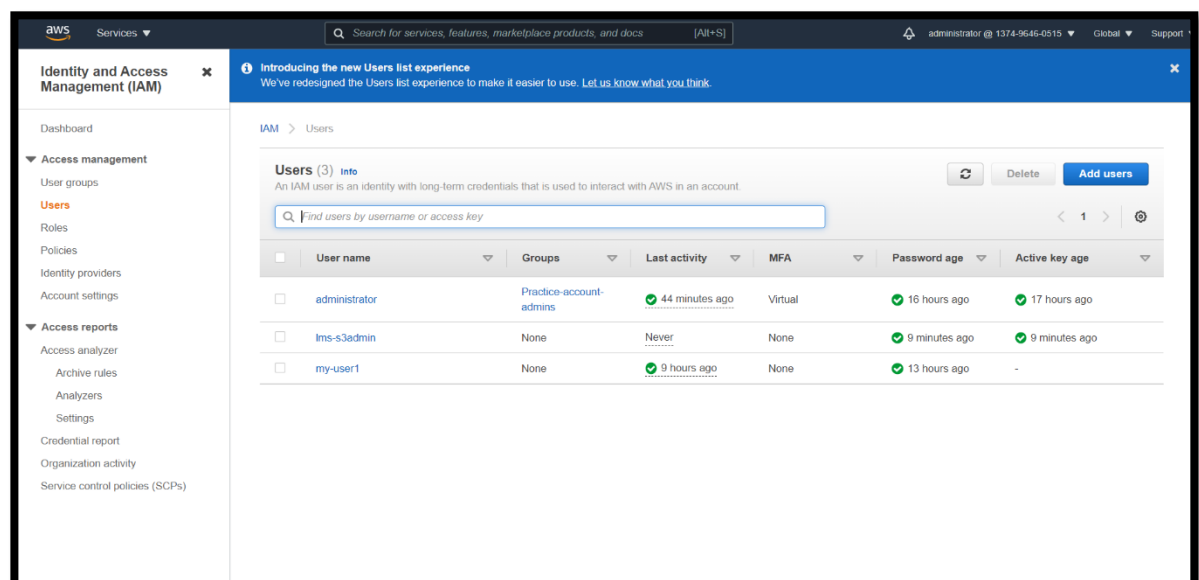 aws Services ▼ Search for services, features, marketplace products, and docs [Alt+S] administrator @ 1374-9646-0515 ▼ Global ▼ Support
Identity and Access
Management (IAM)
Dashboard
Access management
User groups
Users
Roles
Policies
Identity providers
Account settings
Access reports
Access analyzer
Archive rules
Analyzers
Settings
Credential report
Organization activity
Service control policies (SCPs)
Introducing the new Users list experience
We've redesigned the Users list experience to make it easier to use. Let us know what you think.
IAM > Users
Users (3) Info
An IAM user is an identity with long-term credentials that is used to interact with AWS in an account.
Delete Add users
Find users by username or access key
< 1 >
User name Groups Last activity MFA Password age Active key age
administrator Practice-account-admins 44 minutes ago Virtual 16 hours ago 17 hours ago
lms-s3admin None Never None 9 minutes ago 9 minutes ago
my-user1 None 9 hours ago None 13 hours ago -